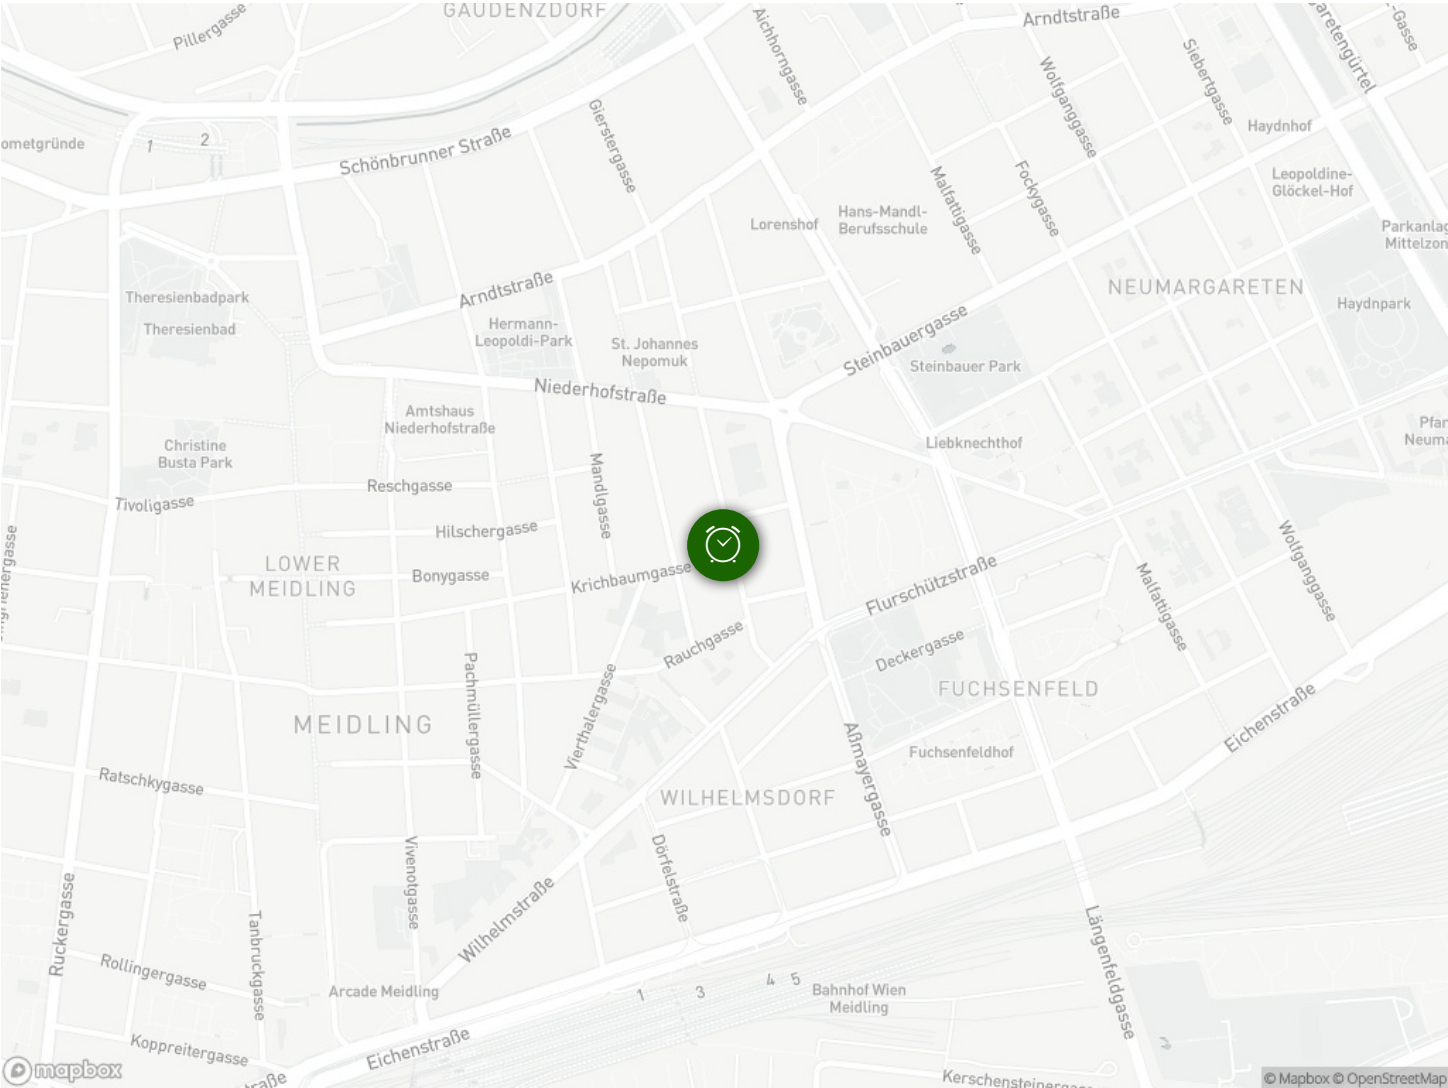 GAUDENZDORF
Pillergasse
Aichhorngasse
Arndtstraße
Siebertgasse
Wolfganggasse
Gierstergasse
Haydnhof
1
2
ometgründe
Schönbrunner Straße
Malfattigasse
Fockygasse
Leopoldine-
Glöckel-Hof
Lorenshof
Hans-Mandl-
Berufsschule
Arndtstraße
Theresienbadpark
Theresienbad
NEUMARGARETEN
Haydnpark
Hermann-
Leopoldi-Park
St. Johannes
Nepomuk
Steinbauergasse
Steinbauer Park
Niederhofstraße
Amtshaus
Niederhofstraße
Christine
Busta Park
Liebknechthof
Tivoligasse
Reschgasse
Mandlgasse
Hilschergasse
LOWER
MEIDLING
Bonygasse
Krichbaumgasse
Flurschützstraße
Malfattigasse
Wolfganggasse
Rauchgasse
Deckergasse
FUCHSENFELD
Pachmüllergasse
Vierthalergasse
MEIDLING
Eichenstraße
Fuchsenfeldhof
Aßmayergasse
Ratschkygasse
WILHELMSDORF
Vivenotgasse
Dörfelstraße
Ruckergasse
Wilhelmstraße
Tanbruckgasse
Längenfeldgasse
Rollingergasse
Arcade Meidling
1
3
4
5
Bahnhof Wien
Meidling
Koppreitergasse
Eichenstraße
Kerschensteinergas
mapbox
© Mapbox © OpenStreetMap